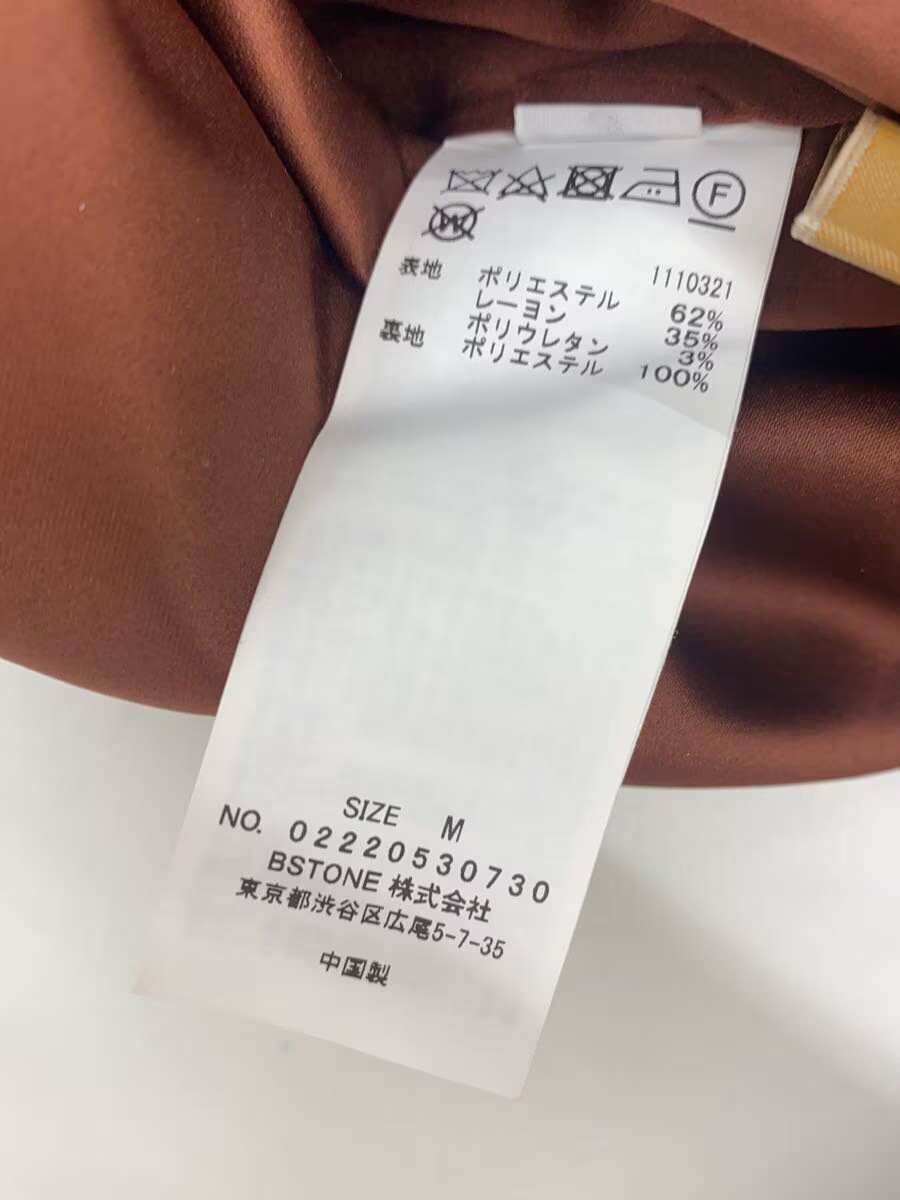 F
W
1110321
表地 ポリエステル 62%
レーヨン 35%
ポリウレタン 3%
裏地 ポリエステル 100%
SIZE M
NO. 02220530730
BSTONE 株式会社
東京都渋谷区広尾5-7-35
中国製